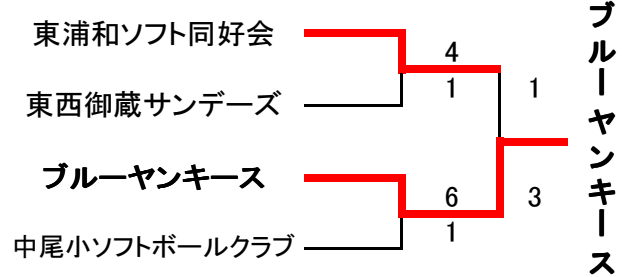 東浦和ソフト同好会
4
1
東西御蔵サンデーズ
1
ブルーヤンキース
ブルーヤンキース
6
3
1
中尾小ソフトボールクラブ